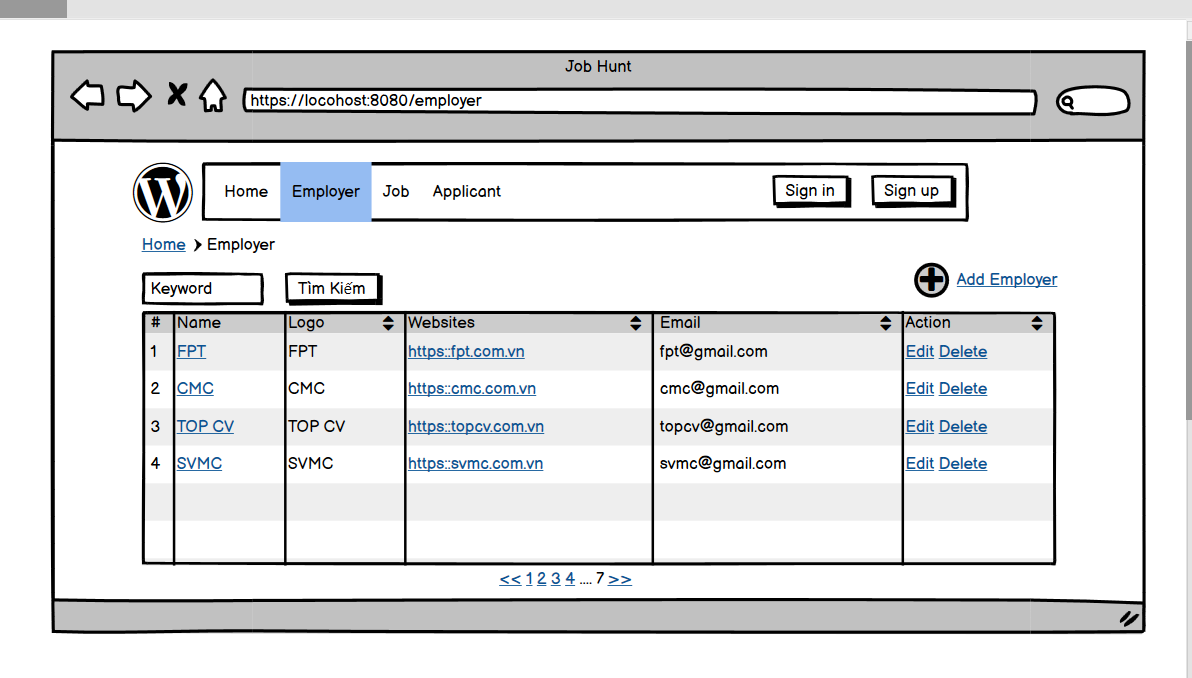 Job Hunt
https://locohost:8080/employer
Home Employer Job Applicant Sign in Sign up
Home Employer
Keyword Tìm Kiếm Add Employer
# Name Logo Websites Email Action
1 FPT FPT https::fpt.com.vn fpt@gmail.com Edit Delete
2 CMC CMC https::cmc.com.vn cmc@gmail.com Edit Delete
3 TOP CV TOP CV https::topcv.com.vn topcv@gmail.com Edit Delete
4 SVMC SVMC https::svmc.com.vn svmc@gmail.com Edit Delete
<< 1 2 3 4 .... 7 >>